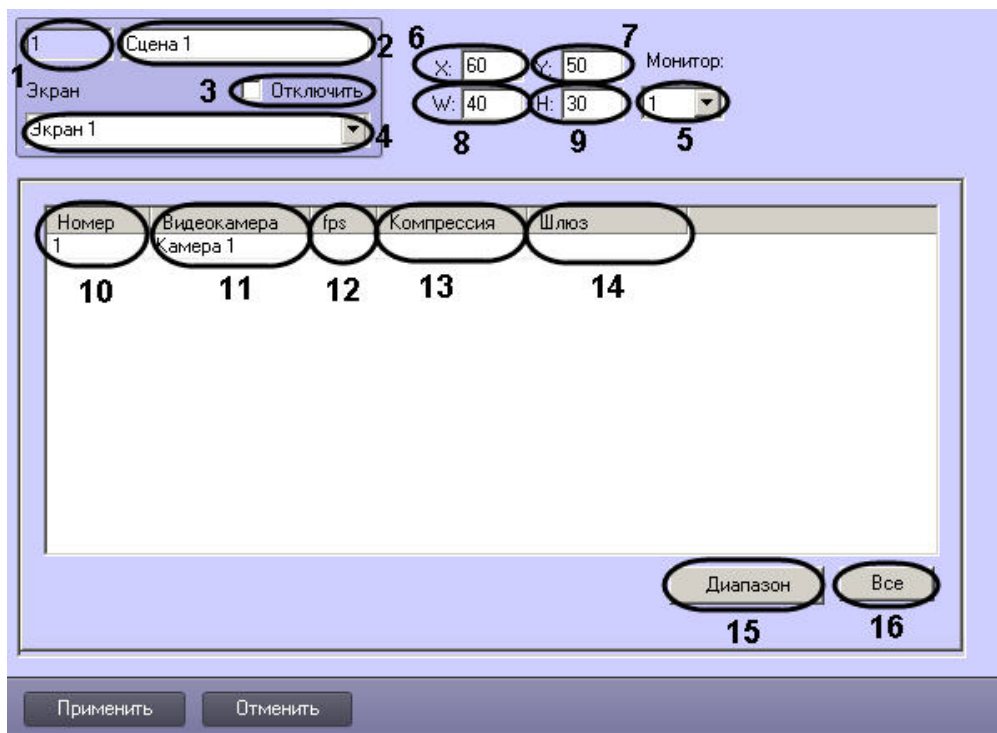 1 Сцена 1 2
1
Экран 3 Отключить
Экран 1 4
6 7
X: 60 Y: 50 Монитор:
W: 40 H: 30 1
8 9 5
Номер Видеокамера fps Компрессия Шлюз
1 Камера 1
10 11 12 13 14
Диапазон Все
15 16
Применить Отменить